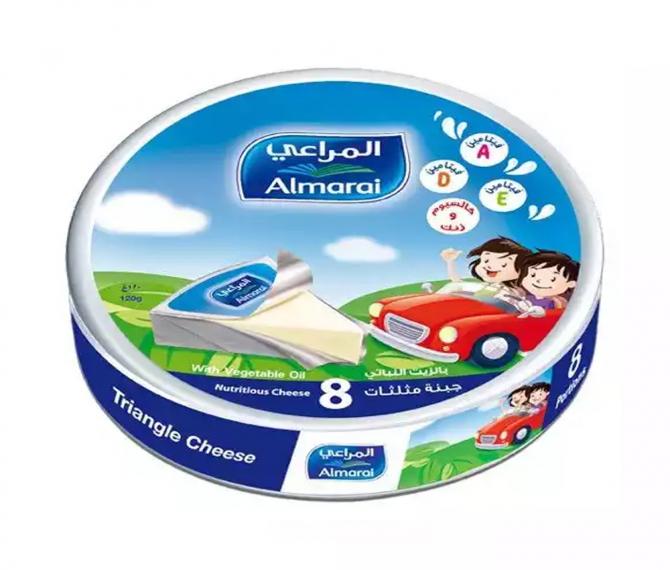 المراعي
Almarai
فيتامين
A
فيتامين
D
فيتامين
E
كالسيوم
و
زنك
المراعي
Almarai
١٢٠غ
120g
With Vegetable Oil
بالزيت النباتي
Nutritious Cheese
8
جبنة مثلثات
Triangle Cheese
المراعي
Almarai
8
Portions